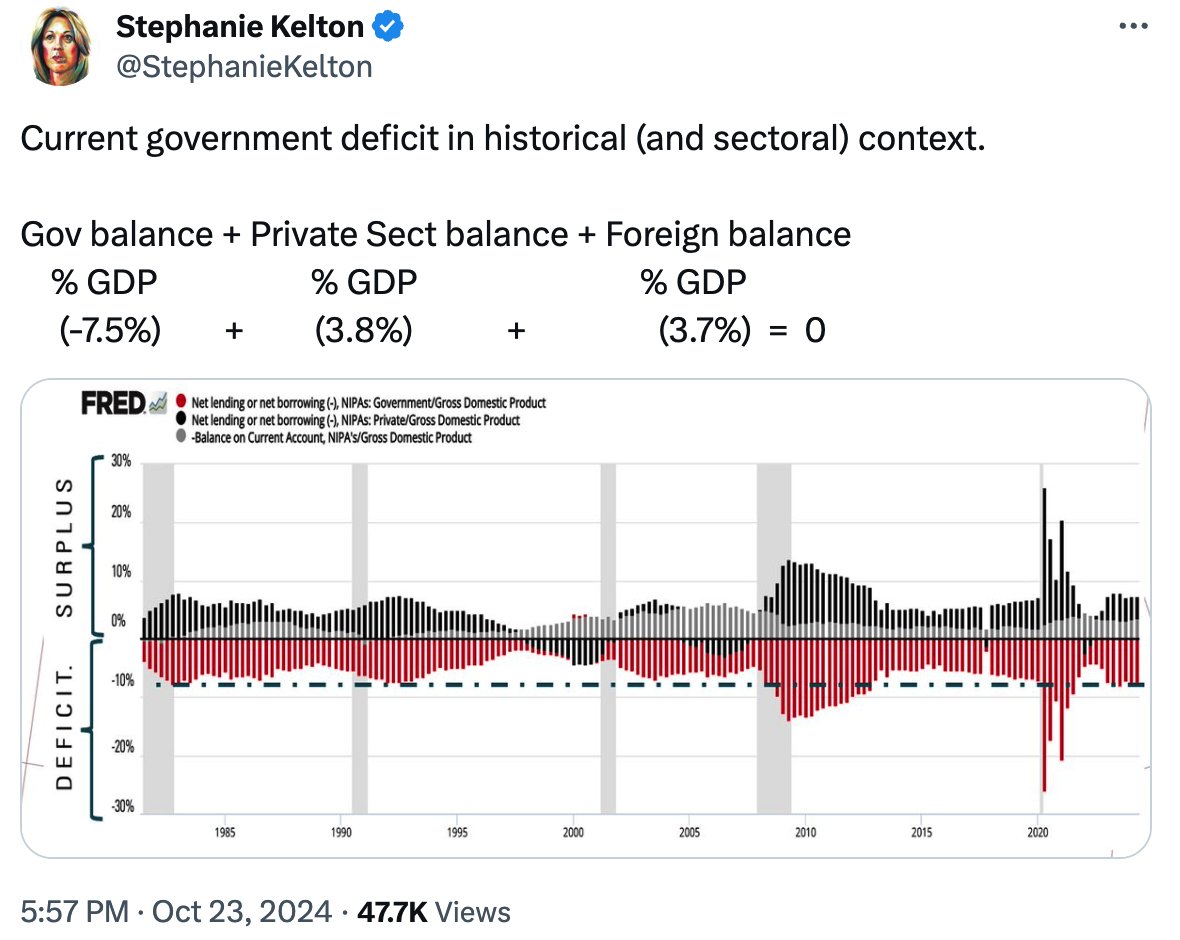 Stephanie Kelton
@StephanieKelton
Current government deficit in historical (and sectoral) context.
Gov balance + Private Sect balance + Foreign balance
% GDP % GDP % GDP
(-7.5%) + (3.8%) + (3.7%) = 0
FRED
Net lending or net borrowing (-), NIPAs: Government/Gross Domestic Product
Net lending or net borrowing (-), NIPAs: Private/Gross Domestic Product
-Balance on Current Account, NIPA's/Gross Domestic Product
SURPLUS
DEFICIT.
30%
20%
10%
0%
-10%
-20%
-30%
1985 1990 1995 2000 2005 2010 2015 2020
5:57 PM · Oct 23, 2024 · 47.7K Views